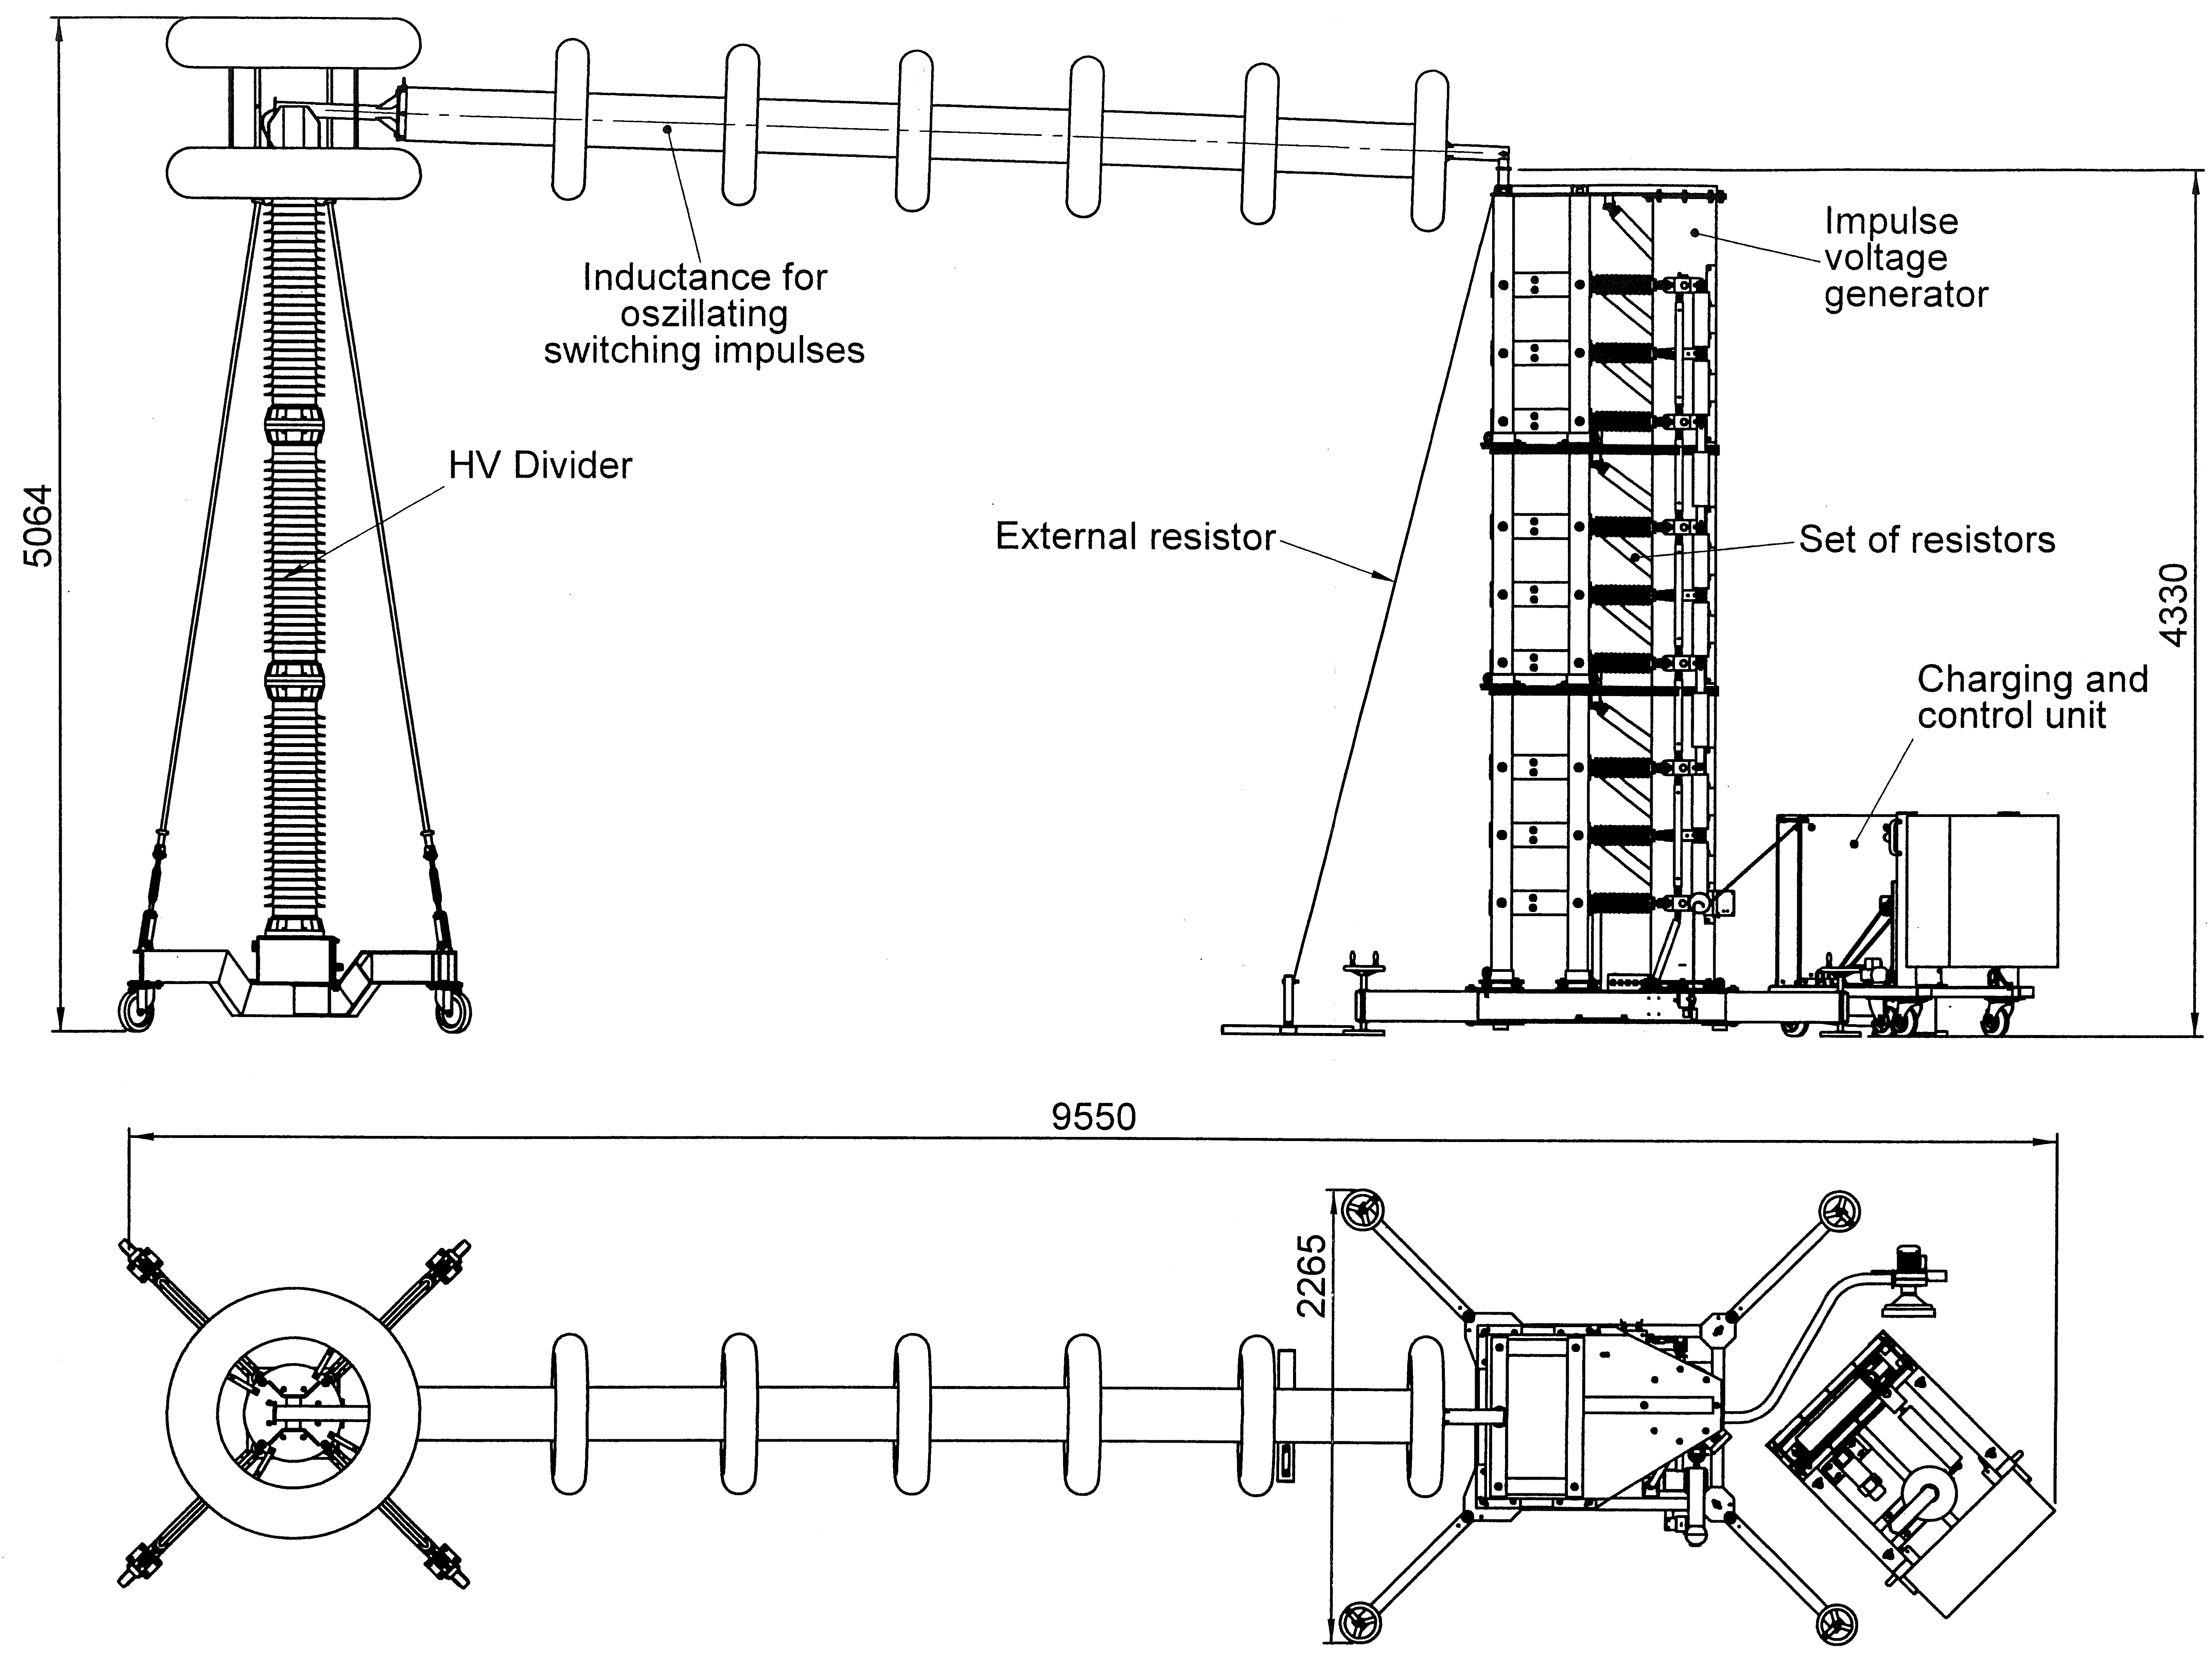 Inductance for
oszillating
switching impulses
Impulse
voltage
generator
HV Divider
5064
External resistor
Set of resistors
4330
Charging and
control unit
9550
2265